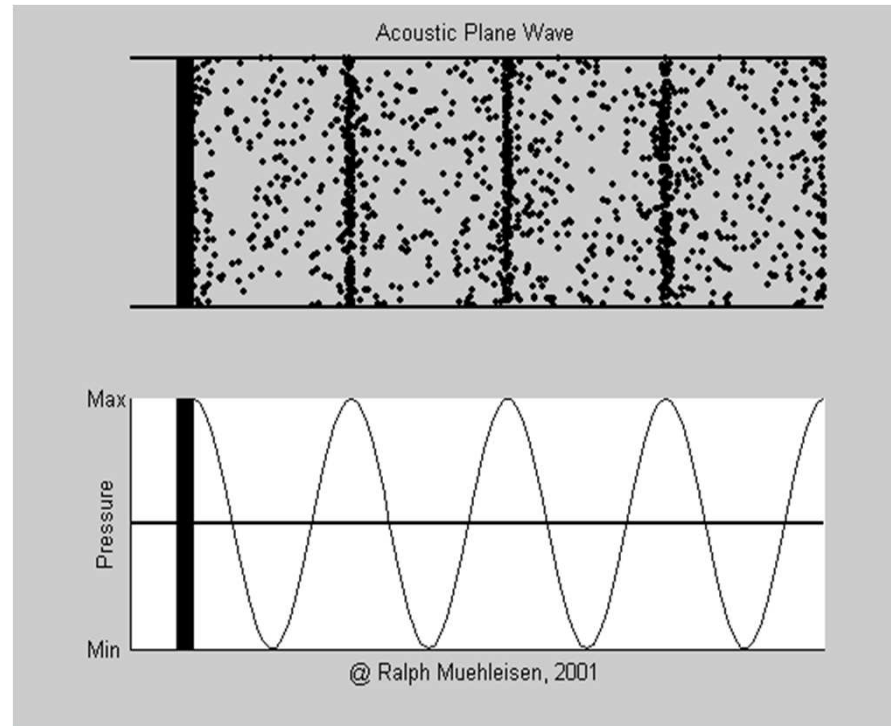 Acoustic Plane Wave
Max
Pressure
Min
@ Ralph Muehleisen, 2001